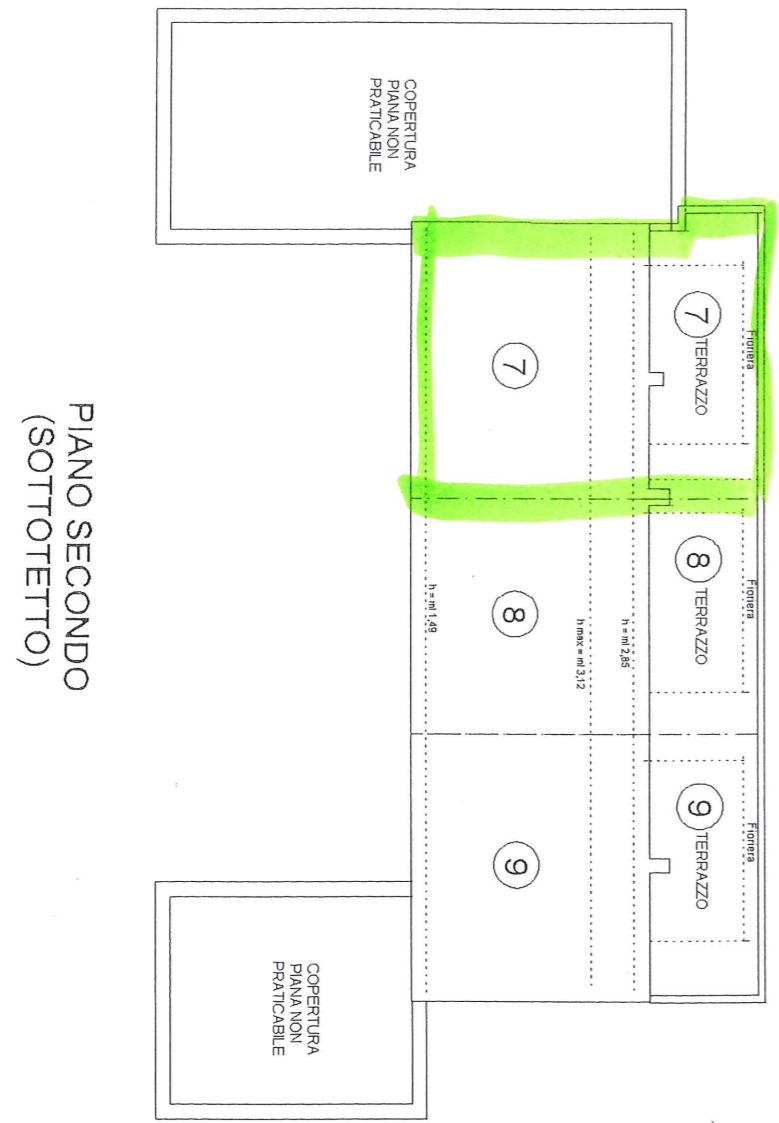 COPERTURA
PIANA NON
PRATICABILE
7
TERRAZZO
Fioriera
7
8
TERRAZZO
Fioriera
8
h = ml 1,49
h max = ml 3,12
h = ml 2,85
9
TERRAZZO
Fioriera
9
COPERTURA
PIANA NON
PRATICABILE
PIANO SECONDO
(SOTTOTETTO)